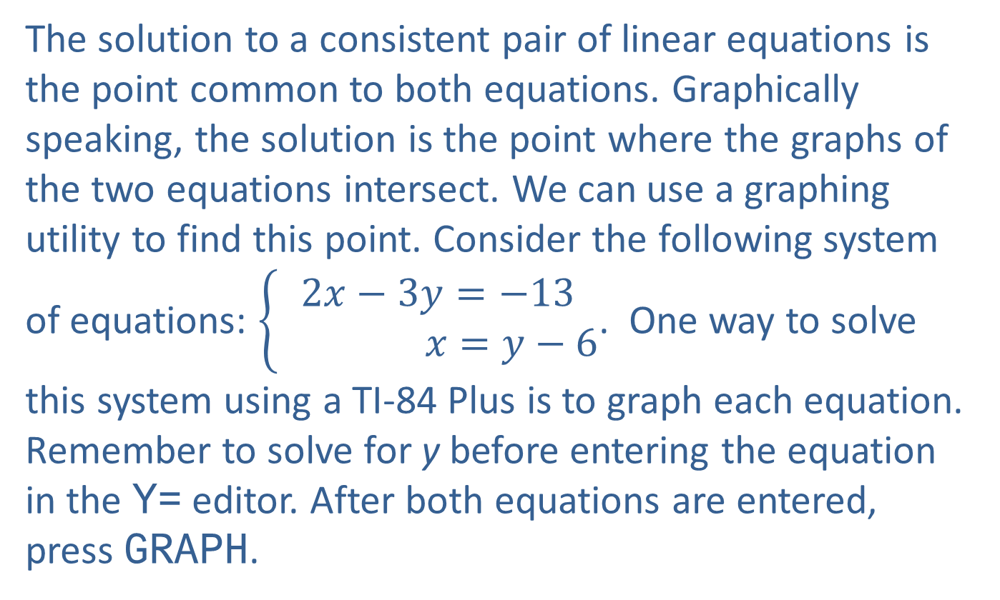 The solution to a consistent pair of linear equations is
the point common to both equations. Graphically
speaking, the solution is the point where the graphs of
the two equations intersect. We can use a graphing
utility to find this point. Consider the following system
of equations: { 2x − 3y = −13
x = y − 6 . One way to solve
this system using a TI-84 Plus is to graph each equation.
Remember to solve for y before entering the equation
in the Y= editor. After both equations are entered,
press GRAPH.